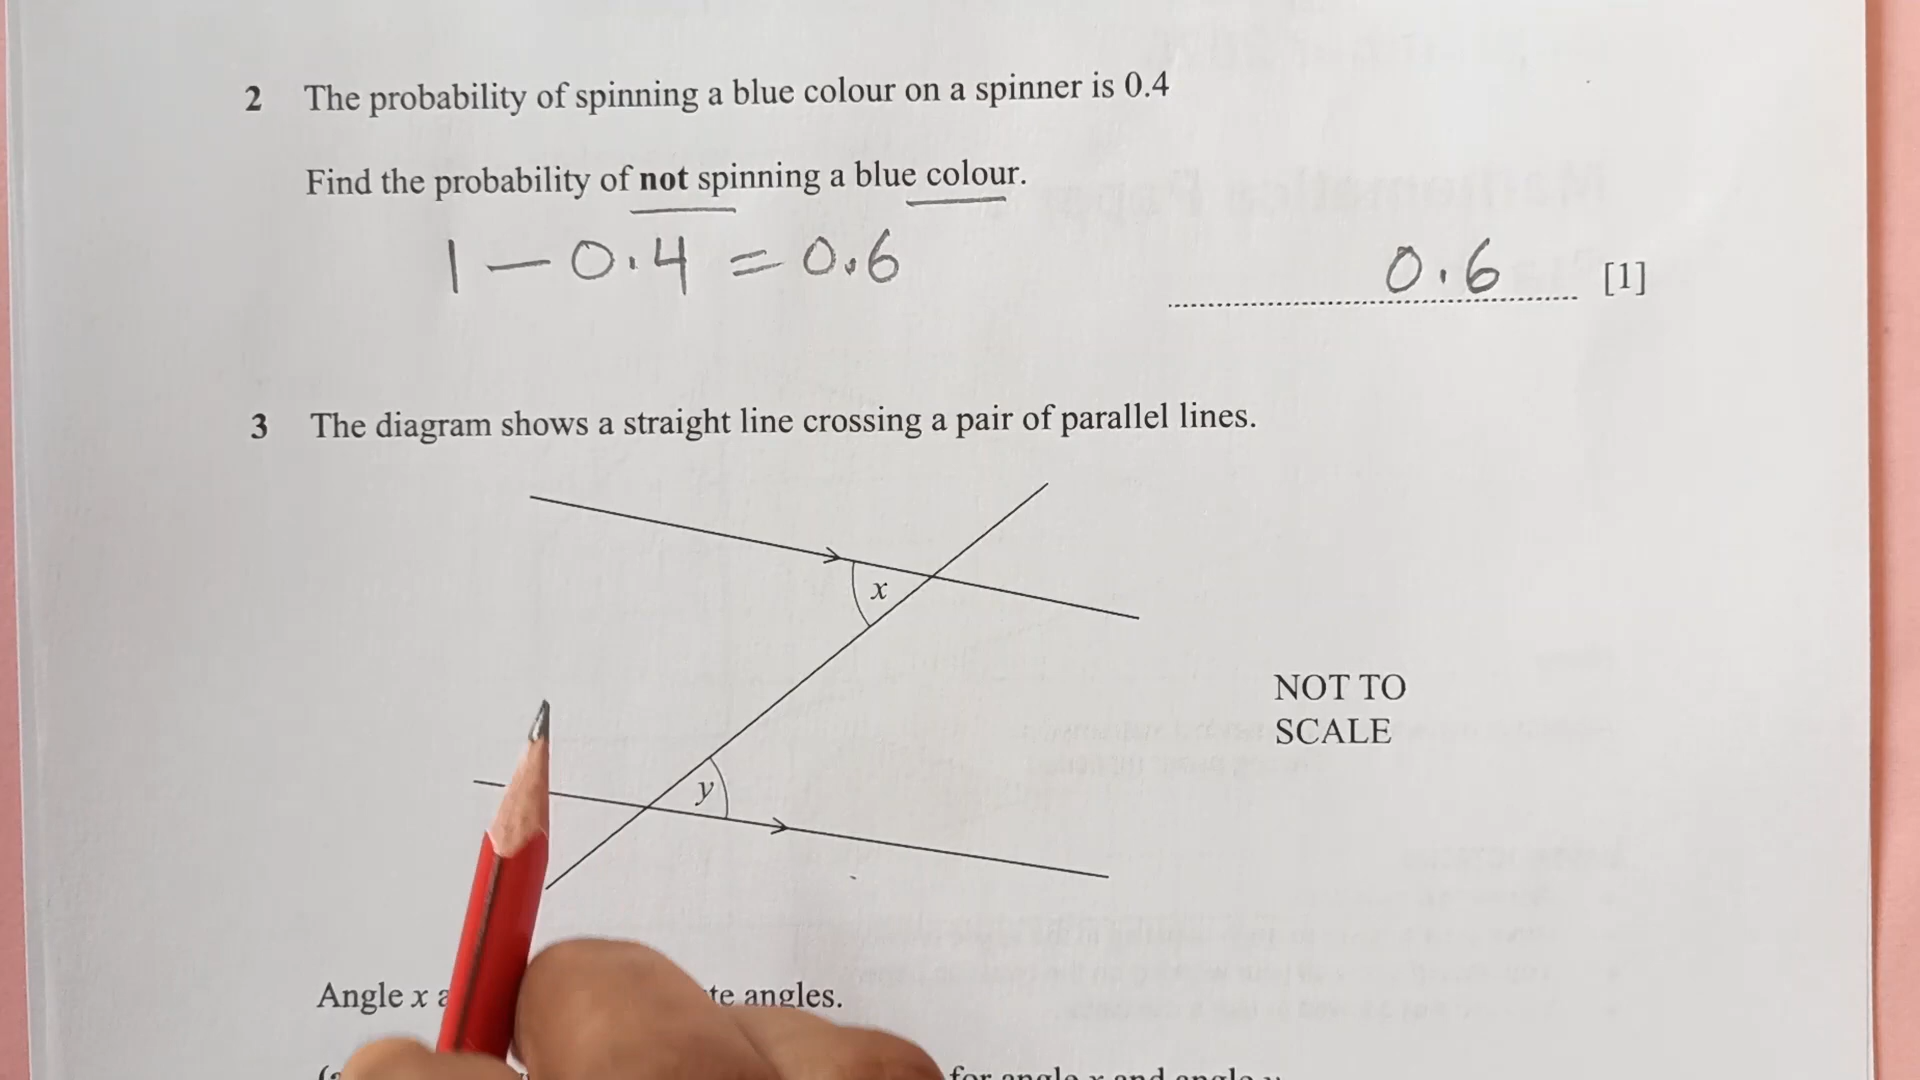 2 The probability of spinning a blue colour on a spinner is 0.4
Find the probability of not spinning a blue colour.
1 - 0.4 = 0.6
0.6 [1]
3 The diagram shows a straight line crossing a pair of parallel lines.
x
NOT TO
SCALE
y
Angle x angles.
for angle x and angle y